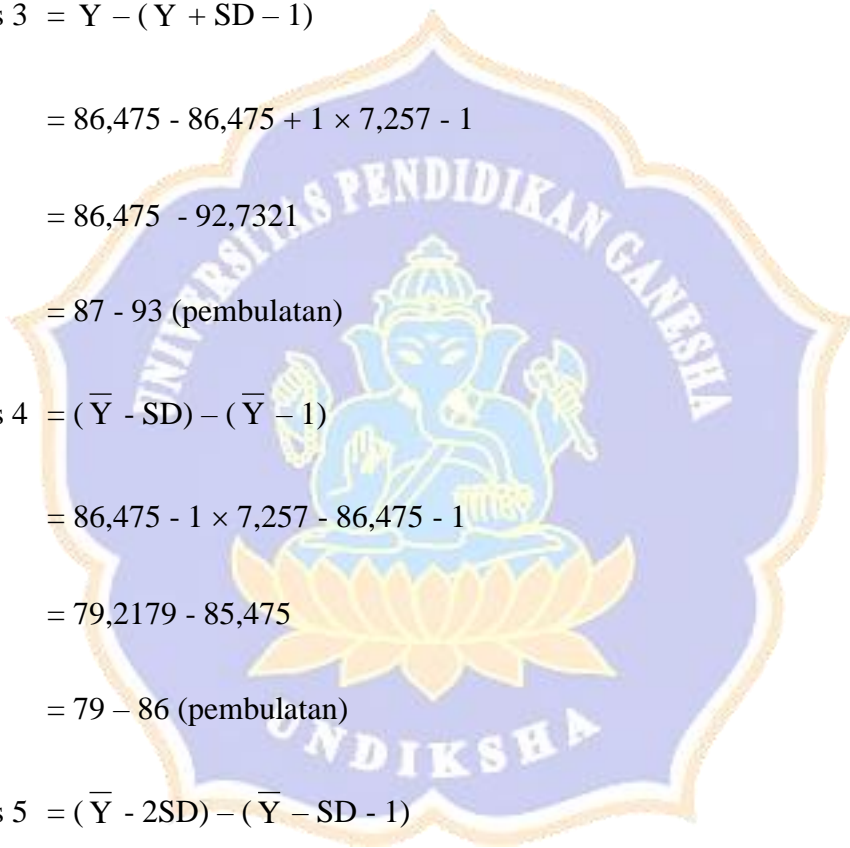 s 3 = Y – ( Y + SD – 1)
= 86,475 - 86,475 + 1 × 7,257 - 1
= 86,475 - 92,7321
= 87 - 93 (pembulatan)
s 4 = ( Y̅ - SD) – ( Y̅ – 1)
= 86,475 - 1 × 7,257 - 86,475 - 1
= 79,2179 - 85,475
= 79 – 86 (pembulatan)
s 5 = ( Y̅ - 2SD) – ( Y̅ – SD - 1)
UNIVERSITAS PENDIDIKAN GANESHA
UNDIKSHA